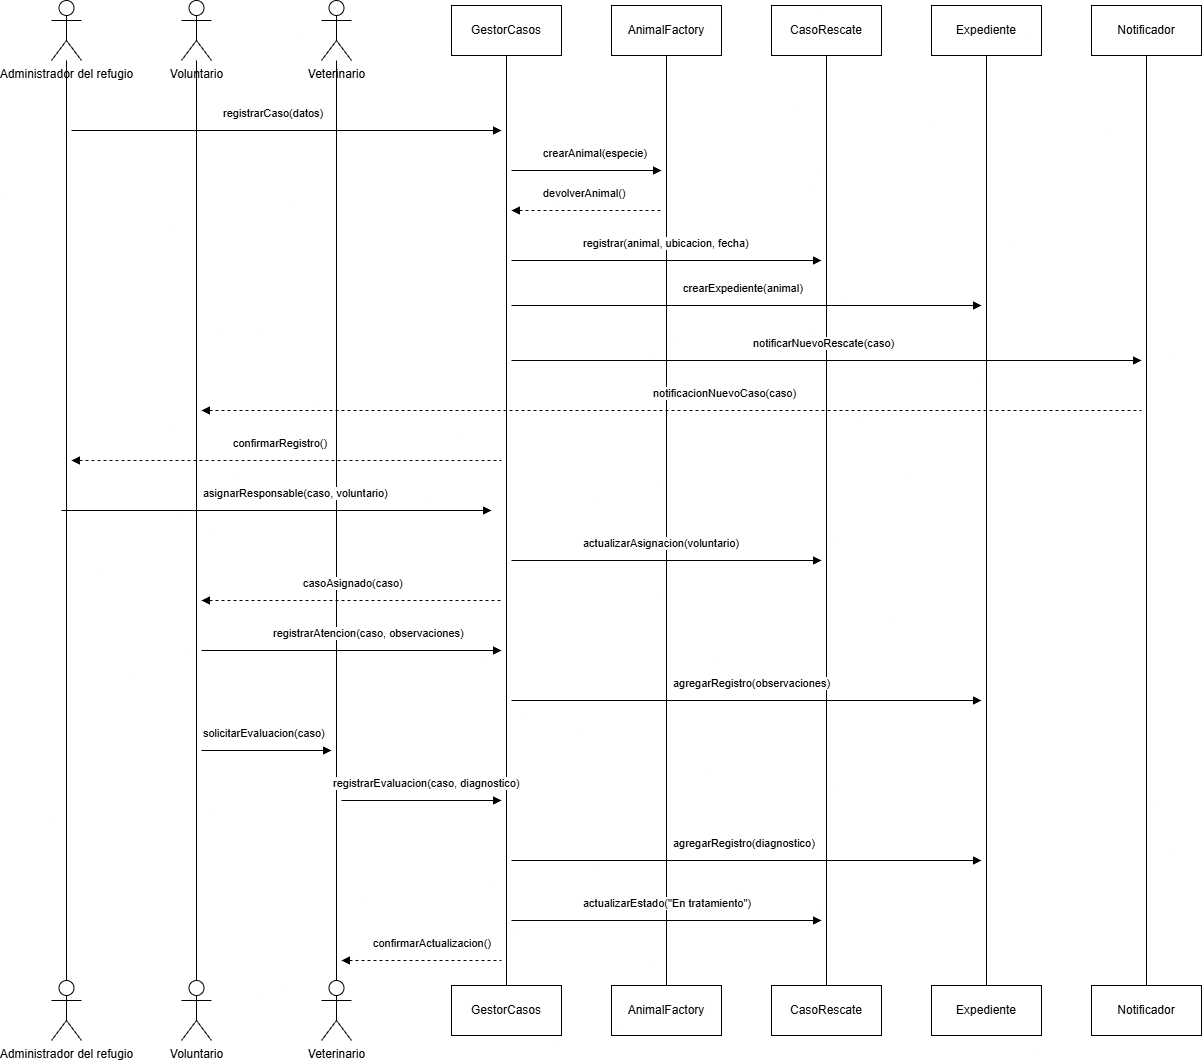 GestorCasos
AnimalFactory
CasoRescate
Expediente
Notificador
Administrador del refugio
Voluntario
Veterinario
registrarCaso(datos)
crearAnimal(especie)
devolverAnimal()
registrar(animal, ubicacion, fecha)
crearExpediente(animal)
notificarNuevoRescate(caso)
notificacionNuevoCaso(caso)
confirmarRegistro()
asignarResponsable(caso, voluntario)
actualizarAsignacion(voluntario)
casoAsignado(caso)
registrarAtencion(caso, observaciones)
agregarRegistro(observaciones)
solicitarEvaluacion(caso)
registrarEvaluacion(caso, diagnostico)
agregarRegistro(diagnostico)
actualizarEstado("En tratamiento")
confirmarActualizacion()
GestorCasos
AnimalFactory
CasoRescate
Expediente
Notificador
Administrador del refugio
Voluntario
Veterinario